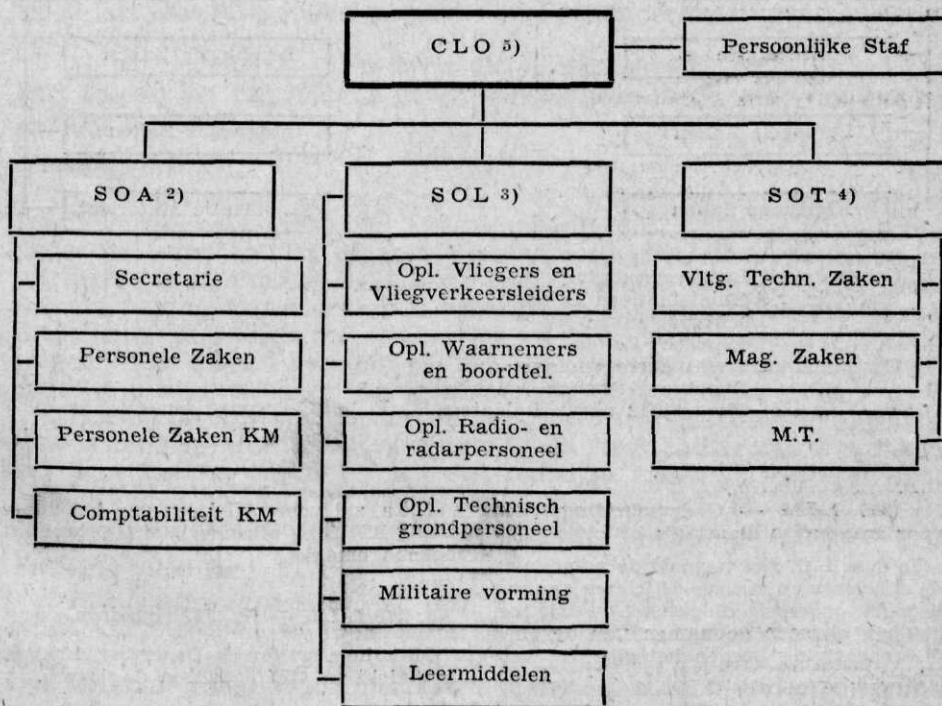 CLO 5)
Persoonlijke Staf
SOA 2)
SOL 3)
SOT 4)
Secretarie
Personele Zaken
Personele Zaken KM
Comptabiliteit KM
Opl. Vliegers en
Vliegverkeersleiders
Opl. Waarnemers
en boordtel.
Opl. Radio- en
radarpersoneel
Opl. Technisch
grondpersoneel
Militaire vorming
Leermiddelen
Vltg. Techn. Zaken
Mag. Zaken
M.T.